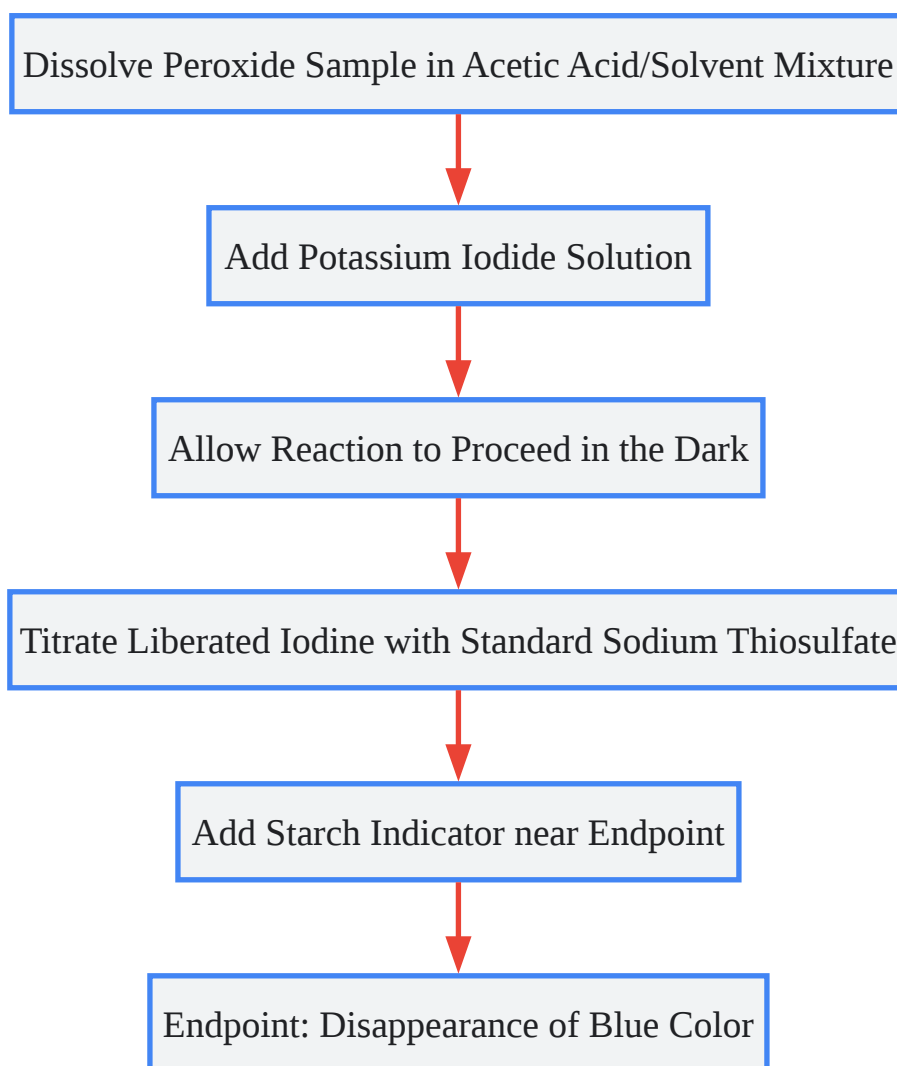 Dissolve Peroxide Sample in Acetic Acid/Solvent Mixture
Add Potassium Iodide Solution
Allow Reaction to Proceed in the Dark
Titrate Liberated Iodine with Standard Sodium Thiosulfate
Add Starch Indicator near Endpoint
Endpoint: Disappearance of Blue Color